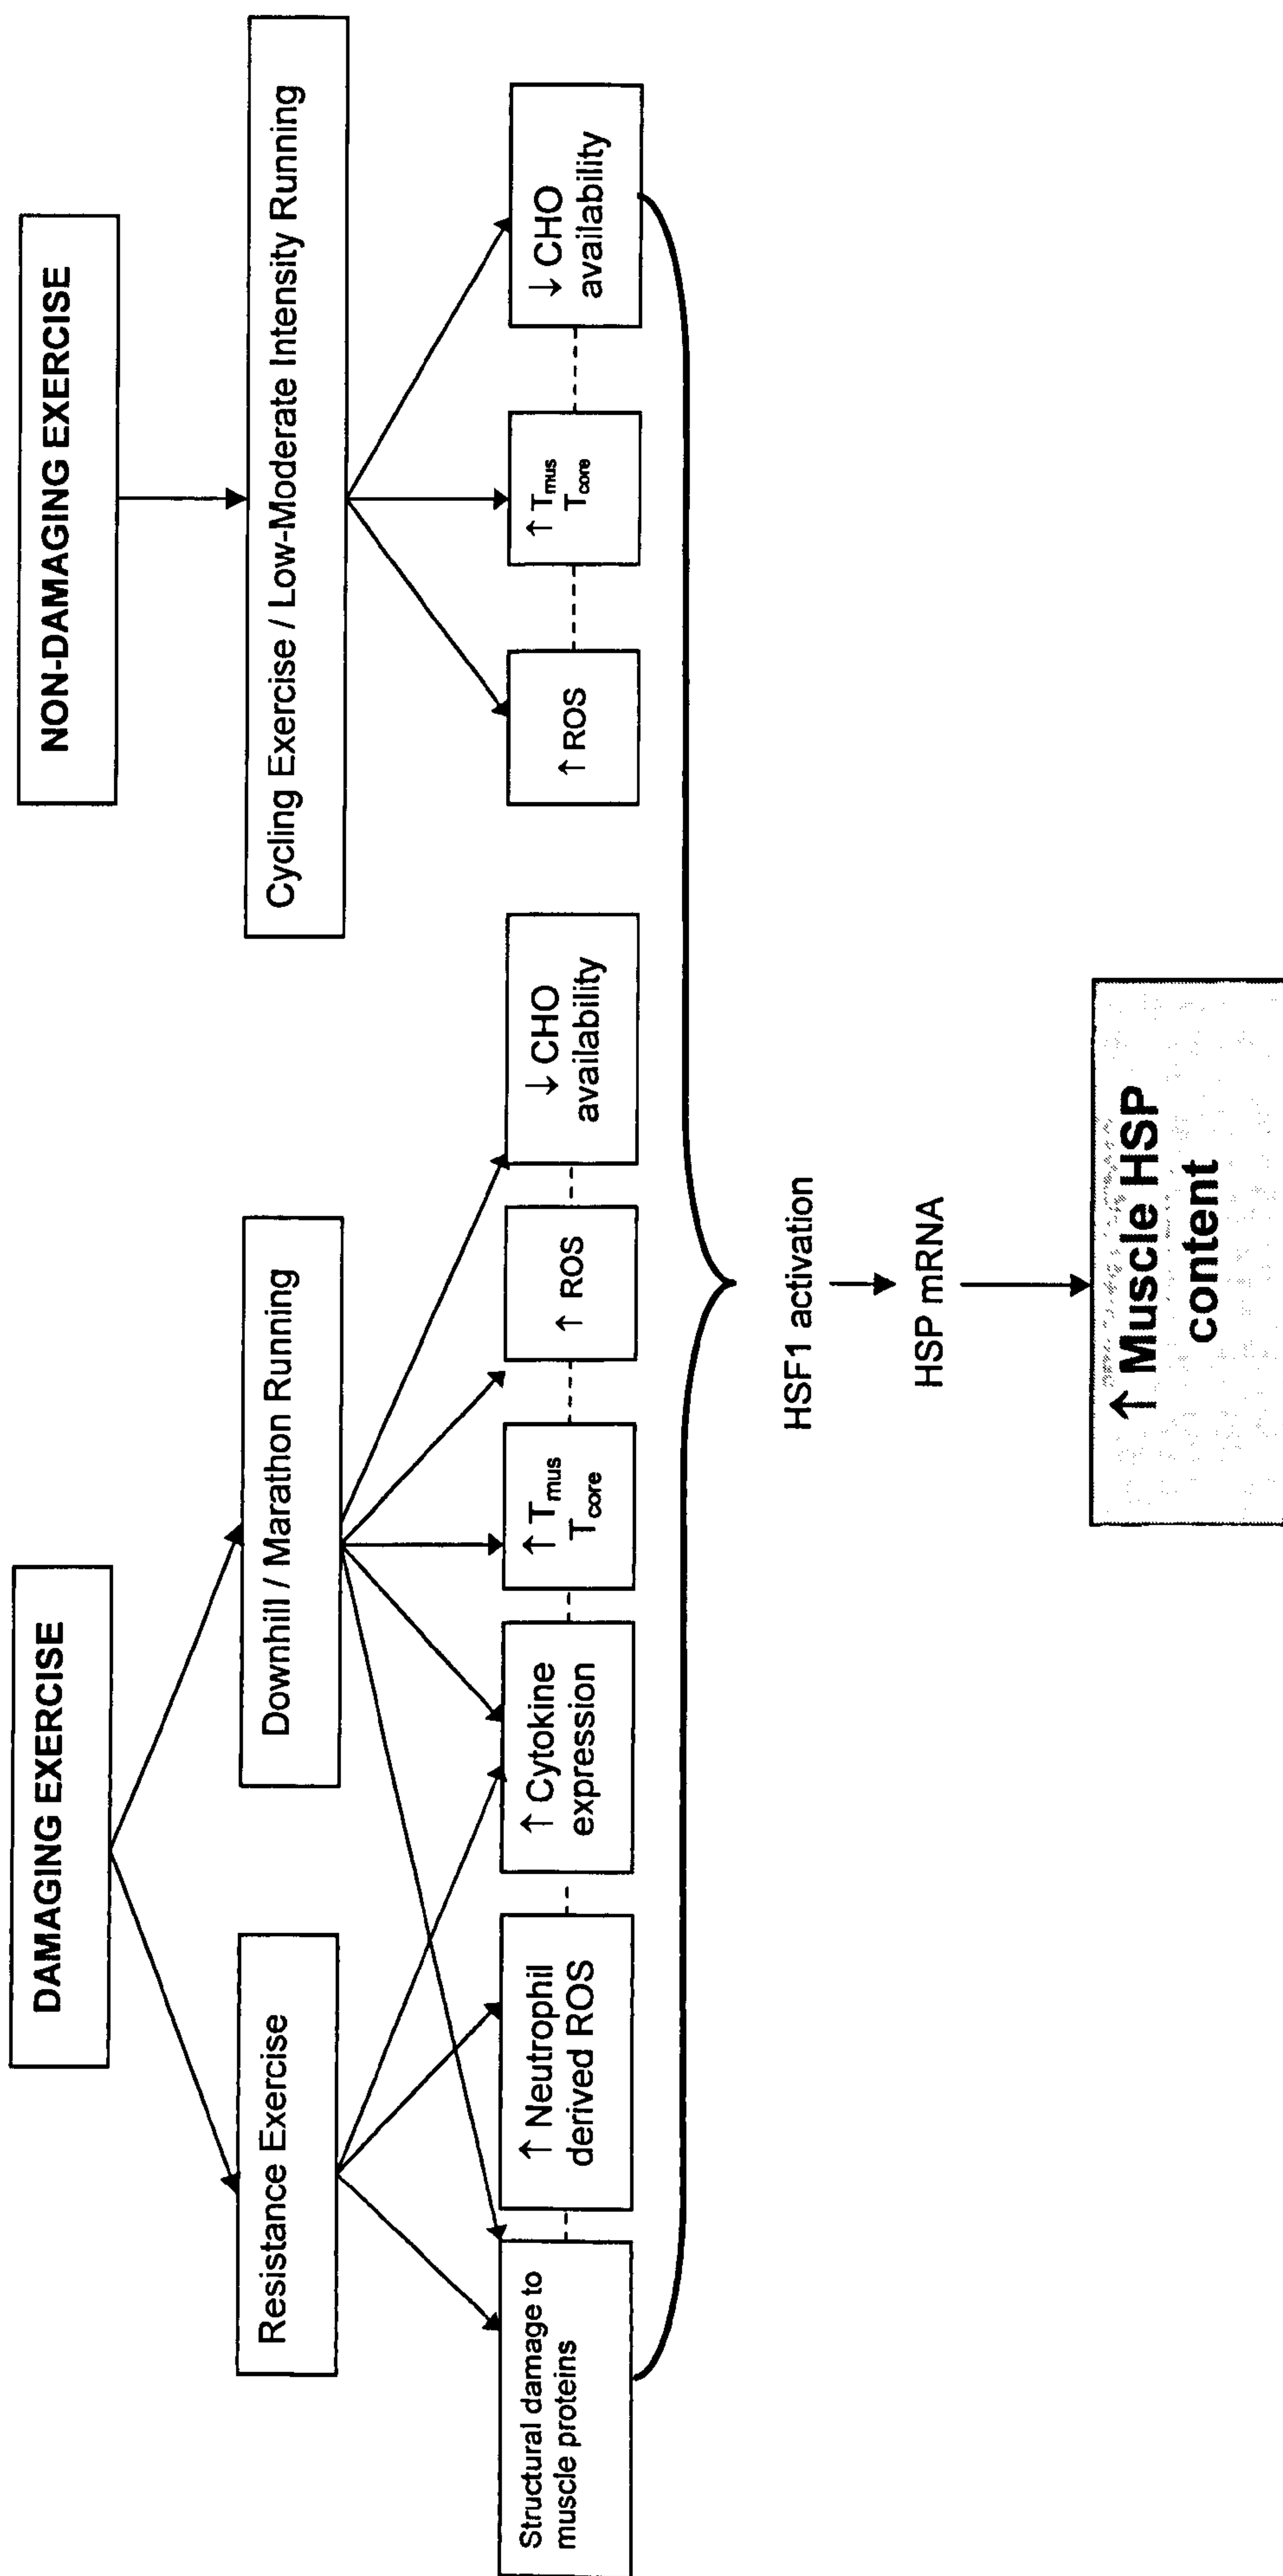 DAMAGING EXERCISE
NON-DAMAGING EXERCISE
Resistance Exercise
Downhill / Marathon Running
Cycling Exercise / Low-Moderate Intensity Running
Structural damage to
muscle proteins
↑ Neutrophil
derived ROS
↑ Cytokine
expression
↑ Tmus
Tcore
↑ ROS
↓ CHO
availability
↑ ROS
↑ Tmus
Tcore
↓ CHO
availability
HSF1 activation
HSP mRNA
↑ Muscle HSP
content